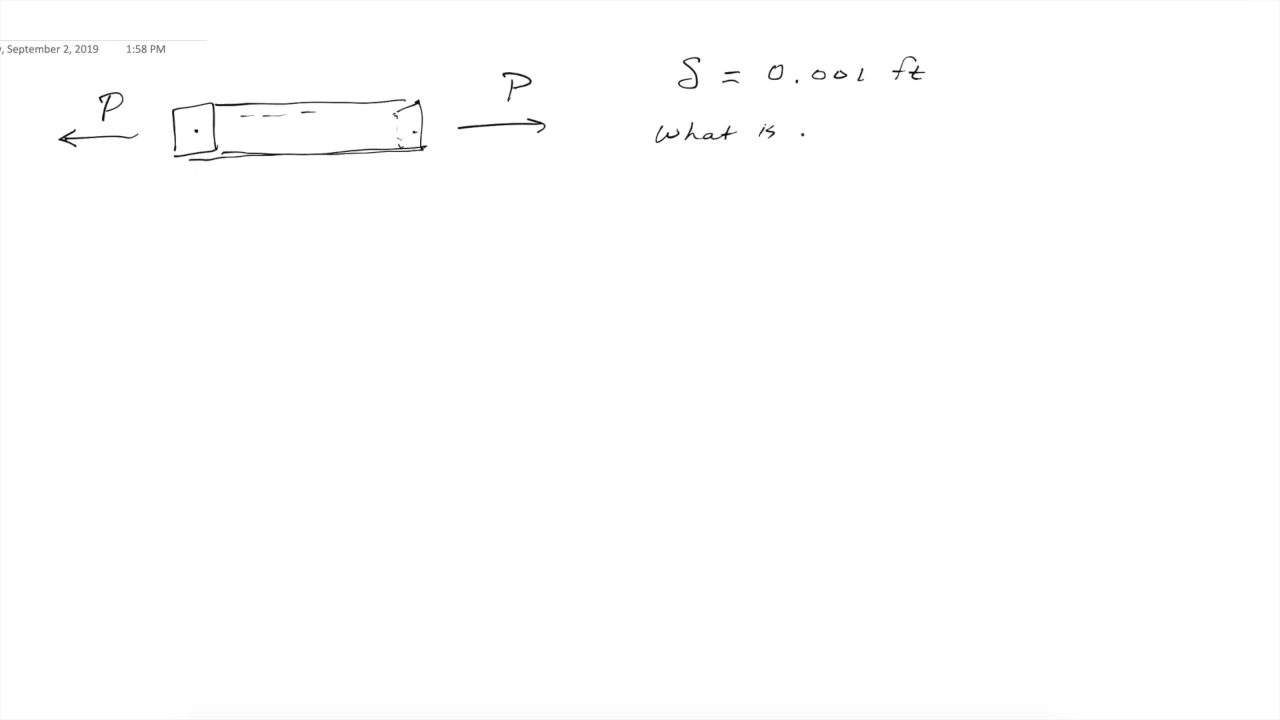 , September 2, 2019 1:58 PM
P
P
δ = 0.001 ft
what is .